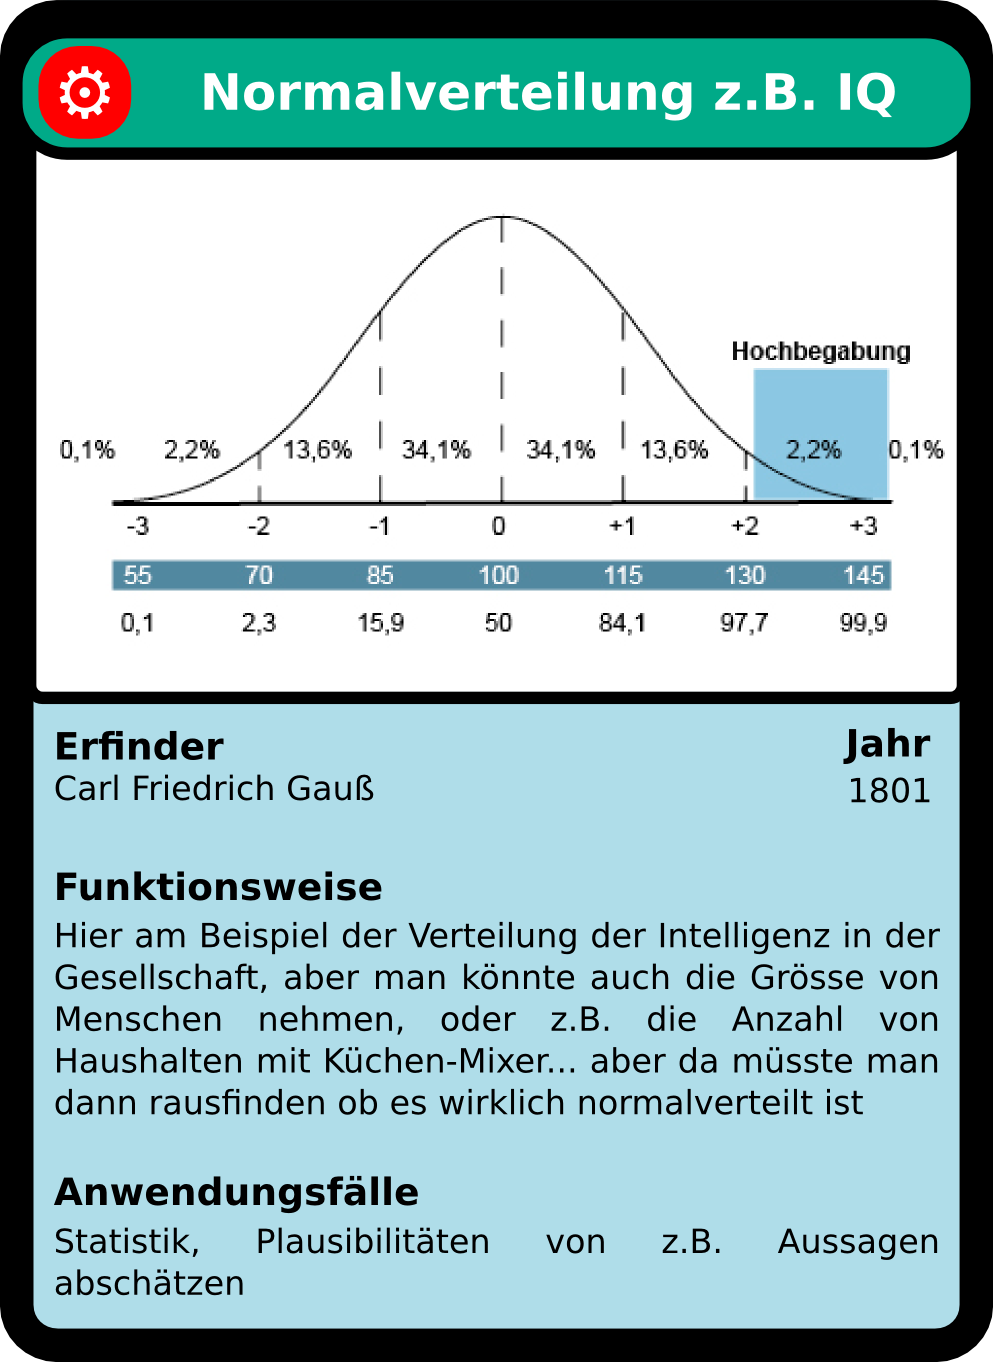 Normalverteilung z.B. IQ
Hochbegabung
0,1% 2,2% 13,6% 34,1% 34,1% 13,6% 2,2% 0,1%
-3 -2 -1 0 +1 +2 +3
55 70 85 100 115 130 145
0,1 2,3 15,9 50 84,1 97,7 99,9
Erfinder Jahr
Carl Friedrich Gauß 1801
Funktionsweise
Hier am Beispiel der Verteilung der Intelligenz in der
Gesellschaft, aber man könnte auch die Grösse von
Menschen nehmen, oder z.B. die Anzahl von
Haushalten mit Küchen-Mixer... aber da müsste man
dann rausfinden ob es wirklich normalverteilt ist
Anwendungsfälle
Statistik, Plausibilitäten von z.B. Aussagen
abschätzen